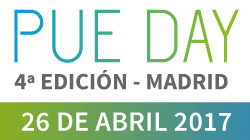 PUE DAY
4ª EDICIÓN - MADRID
26 DE ABRIL 2017